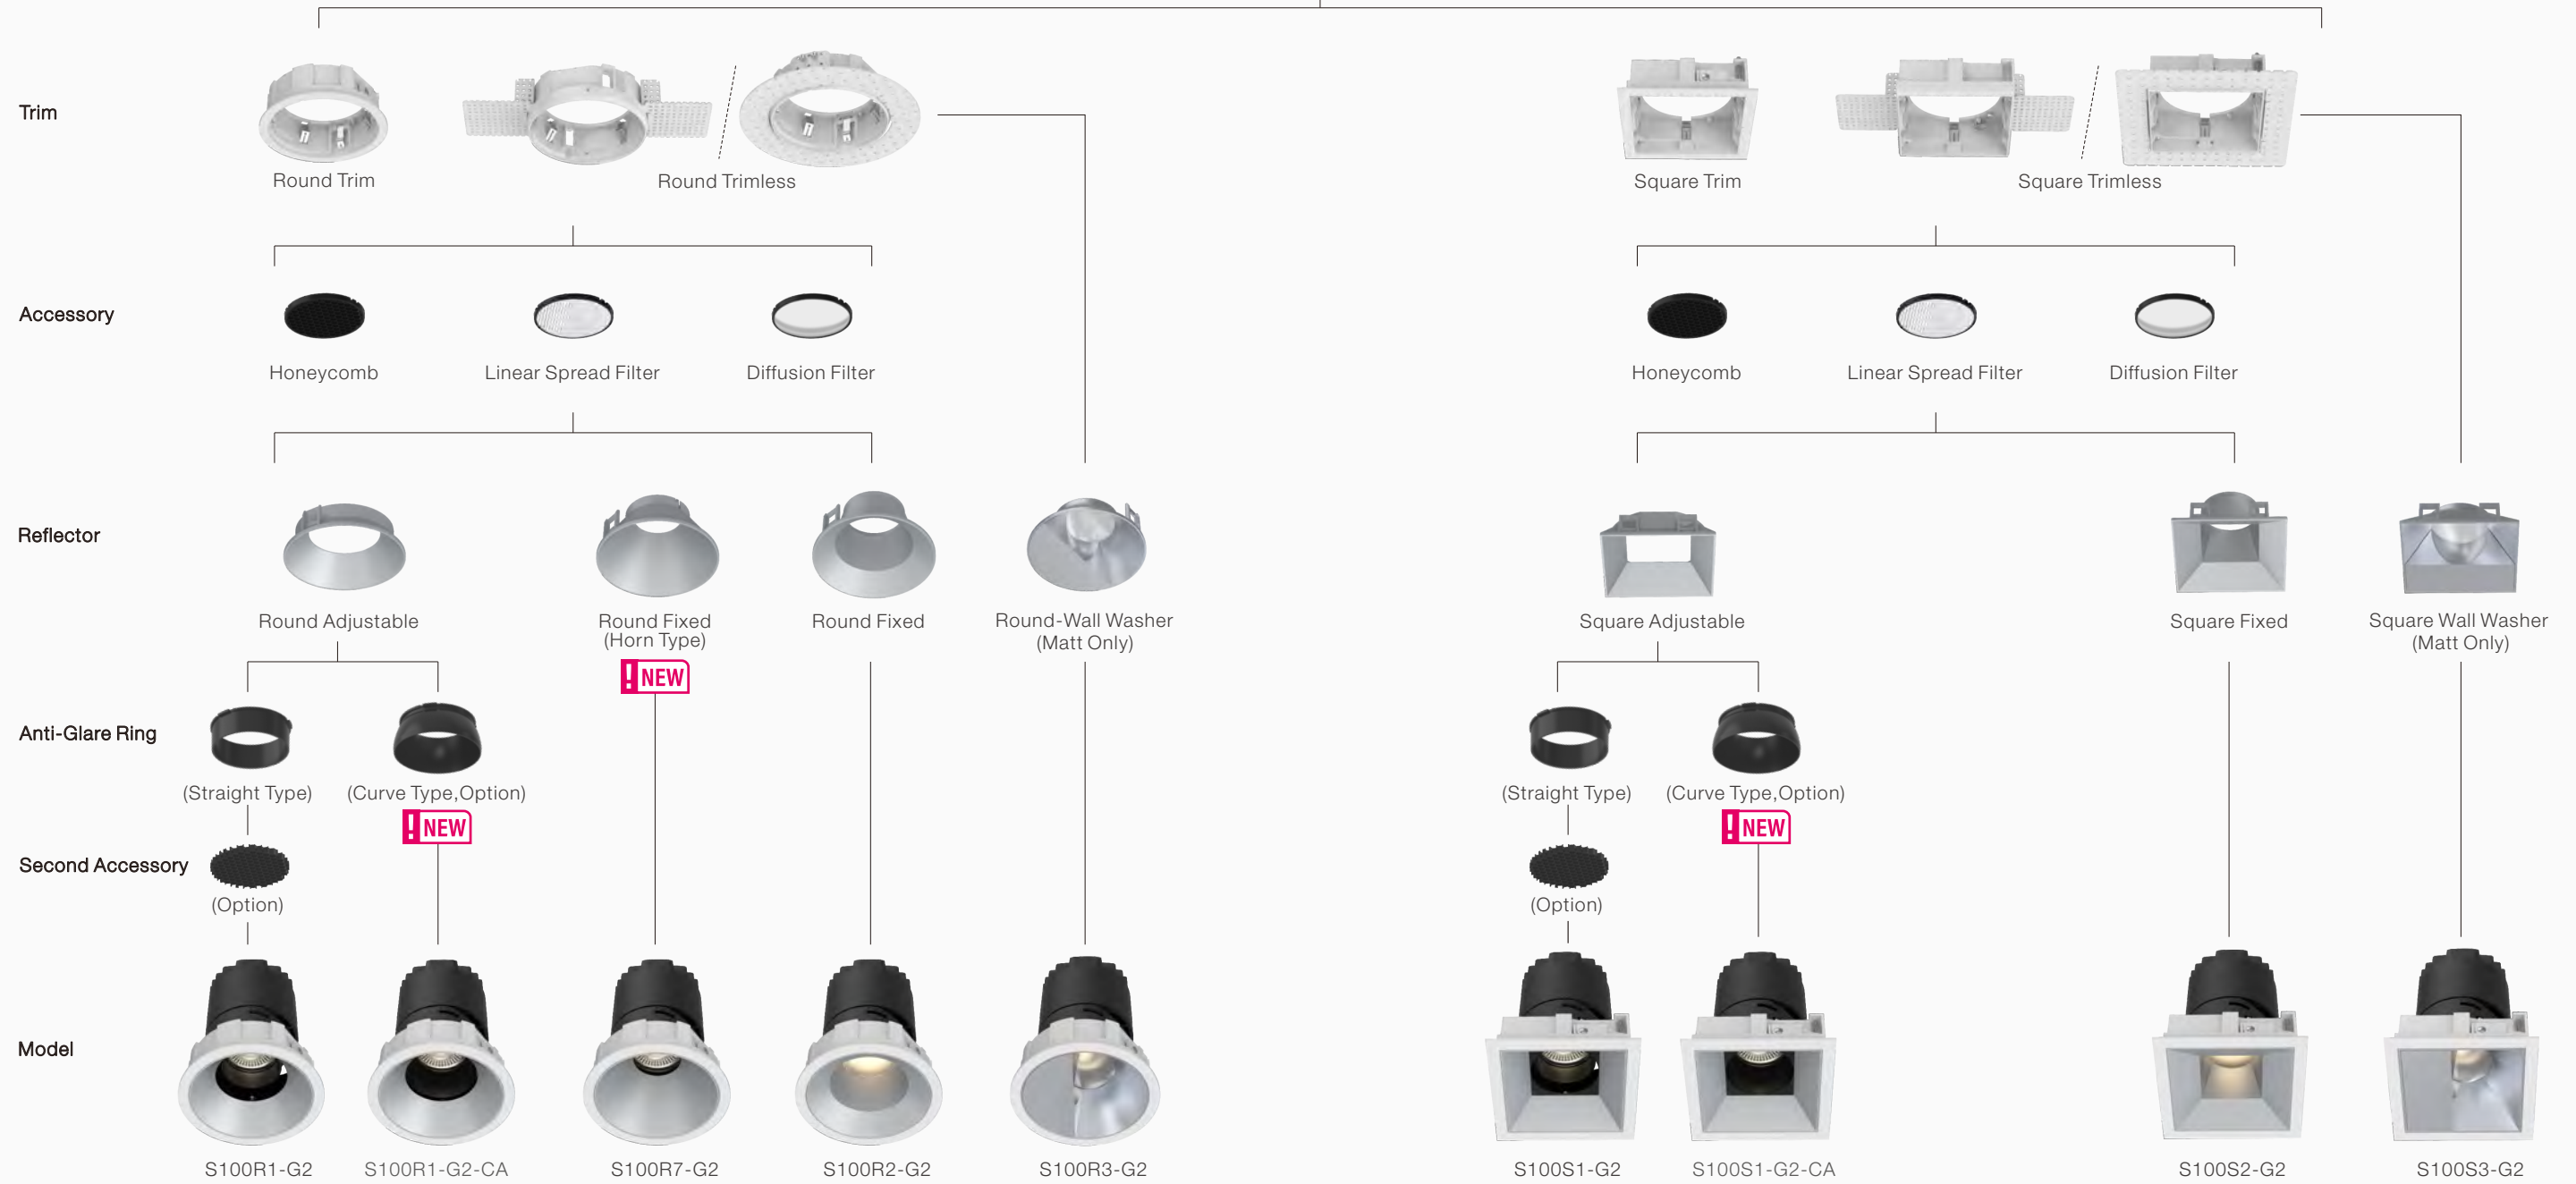 Trim
Round Trim
Round Trimless
Square Trim
Square Trimless
Accessory
Honeycomb
Linear Spread Filter
Diffusion Filter
Honeycomb
Linear Spread Filter
Diffusion Filter
Reflector
Round Adjustable
Round Fixed
(Horn Type)
! NEW
Round Fixed
Round-Wall Washer
(Matt Only)
Square Adjustable
Square Fixed
Square Wall Washer
(Matt Only)
Anti-Glare Ring
(Straight Type)
(Curve Type,Option)
! NEW
(Straight Type)
(Curve Type,Option)
! NEW
Second Accessory
(Option)
(Option)
Model
S100R1-G2
S100R1-G2-CA
S100R7-G2
S100R2-G2
S100R3-G2
S100S1-G2
S100S1-G2-CA
S100S2-G2
S100S3-G2